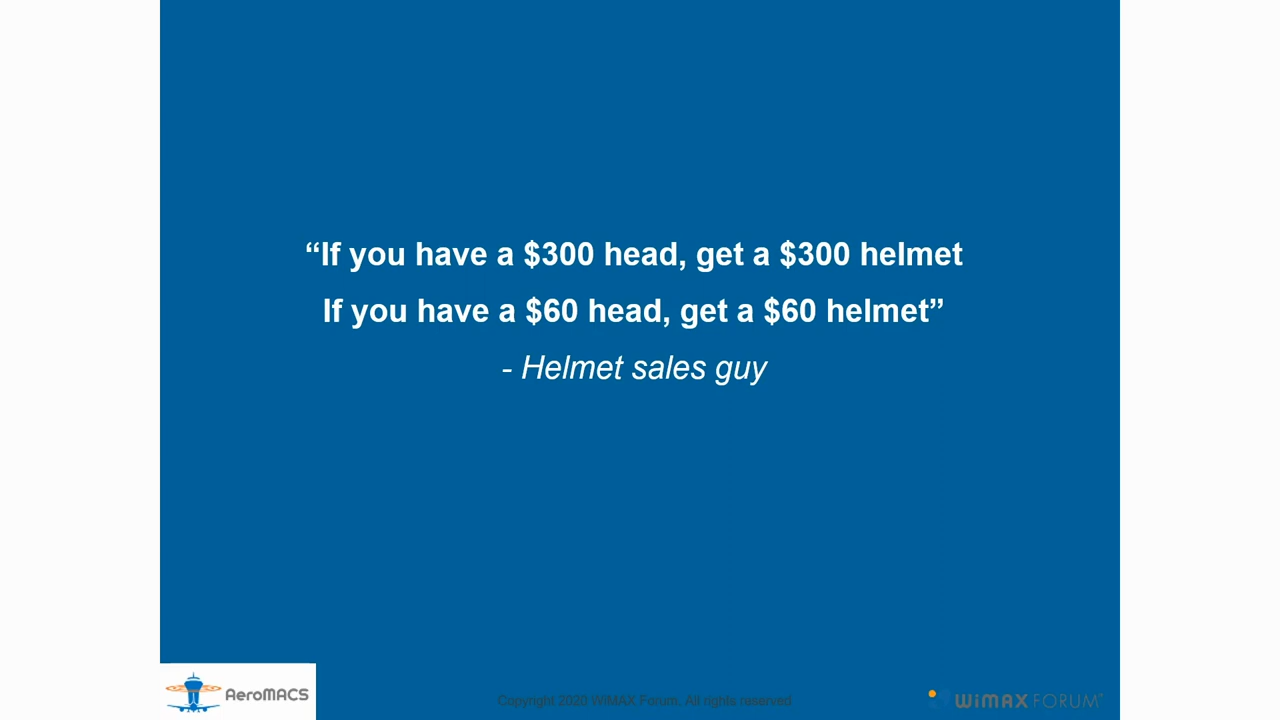 “If you have a $300 head, get a $300 helmet
If you have a $60 head, get a $60 helmet”
- Helmet sales guy
AeroMACS
Copyright 2020 WiMAX Forum. All rights reserved
WiMAX FORUM®